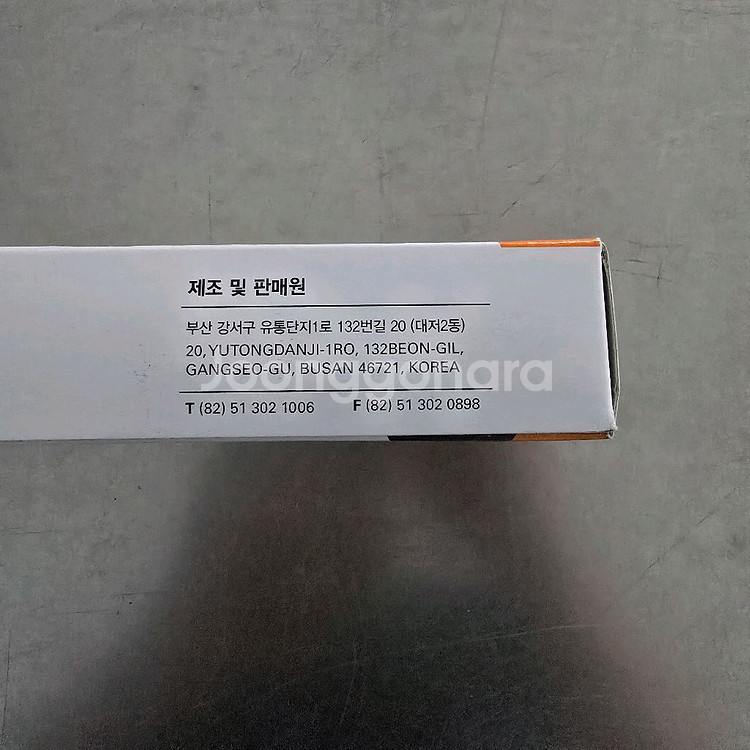 제조 및 판매원
부산 강서구 유통단지1로 132번길 20 (대저2동)
20, YUTONGDANJI-1RO, 132BEON-GIL,
GANGSEO-GU, BUSAN 46721, KOREA
Joonggonara
T (82) 51 302 1006 F (82) 51 302 0898